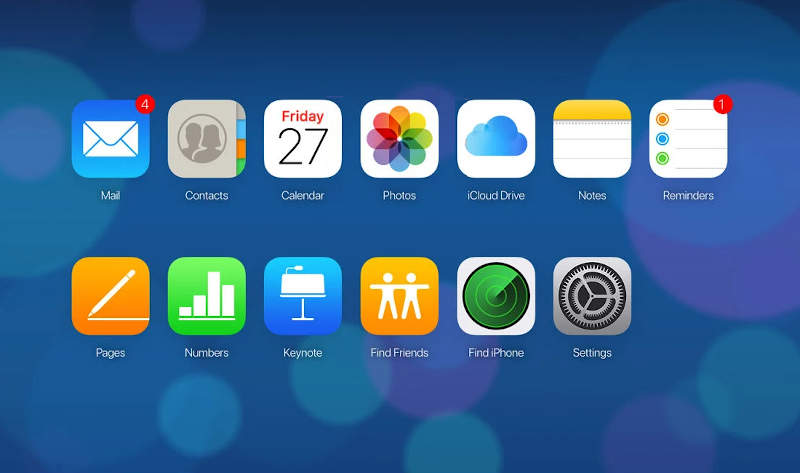 4
1
Friday
27
Mail
Contacts
Calendar
Photos
iCloud Drive
Notes
Reminders
Pages
Numbers
Keynote
Find Friends
Find iPhone
Settings